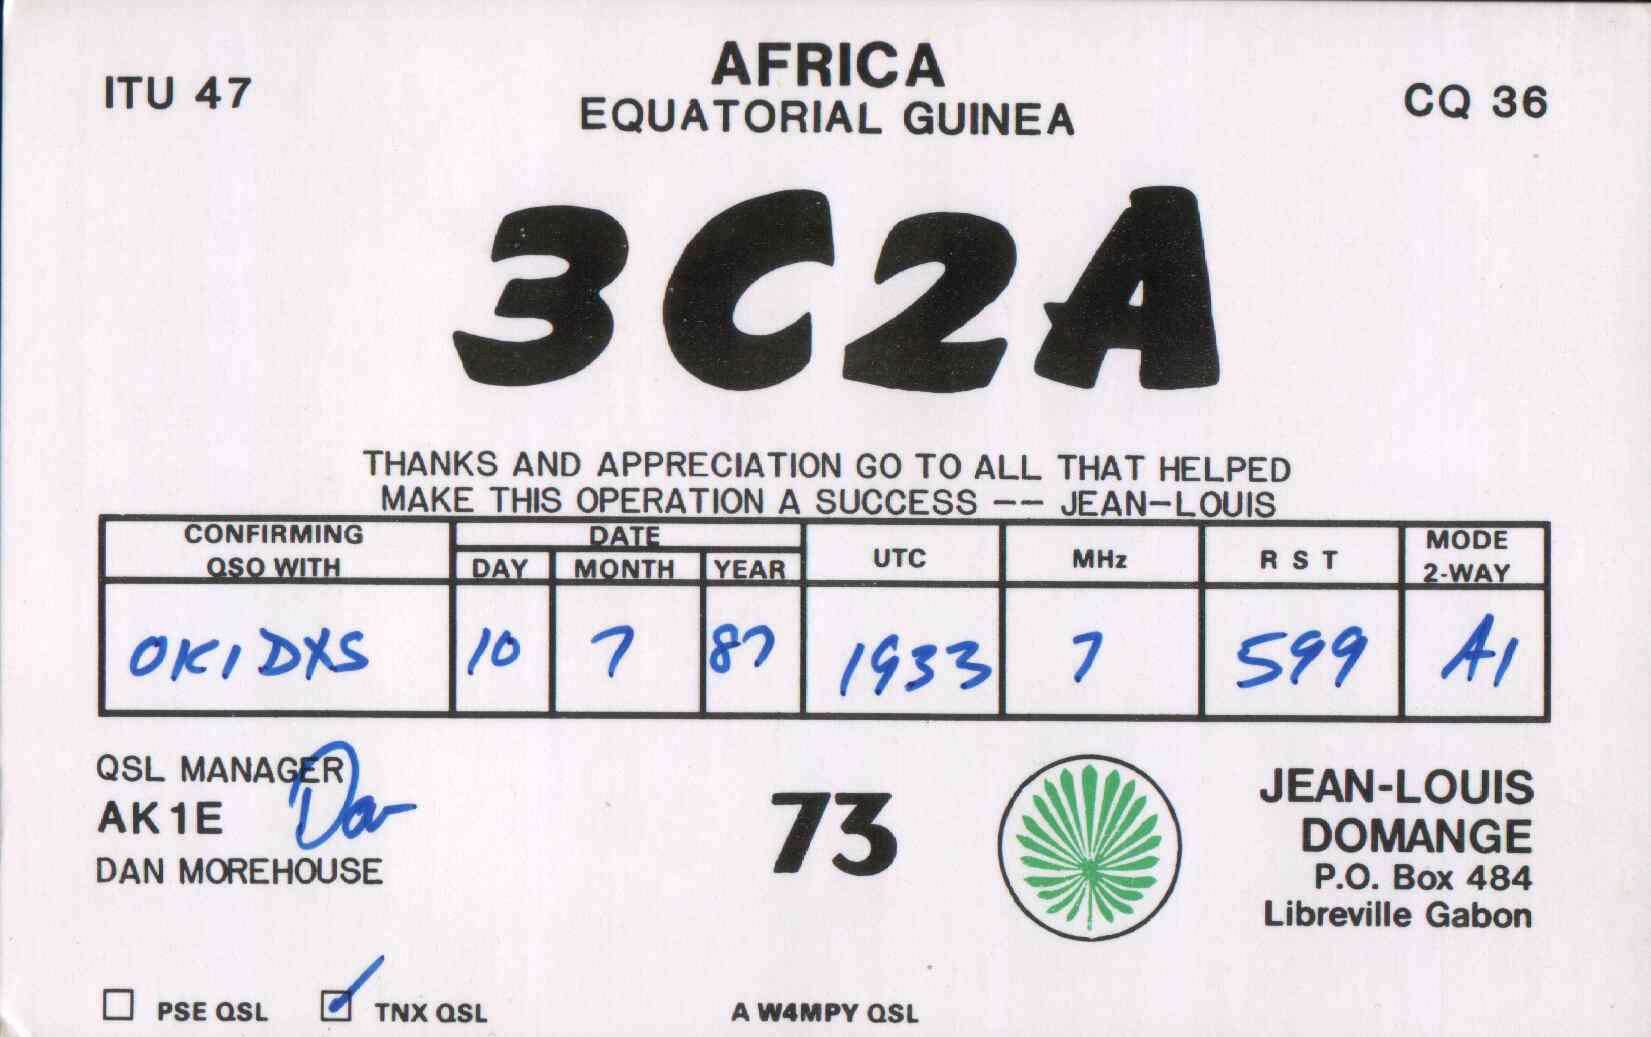 AFRICA
ITU 47 EQUATORIAL GUINEA CQ 36
3C2A
THANKS AND APPRECIATION GO TO ALL THAT HELPED
MAKE THIS OPERATION A SUCCESS -- JEAN-LOUIS
CONFIRMING QSO WITH DATE DAY MONTH YEAR UTC MHz R S T MODE 2-WAY
OK1DXS 10 7 87 1933 7 599 A1
QSL MANAGER
AK1E Dan
DAN MOREHOUSE
73
JEAN-LOUIS
DOMANGE
P.O. Box 484
Libreville Gabon
PSE QSL TNX QSL A W4MPY QSL